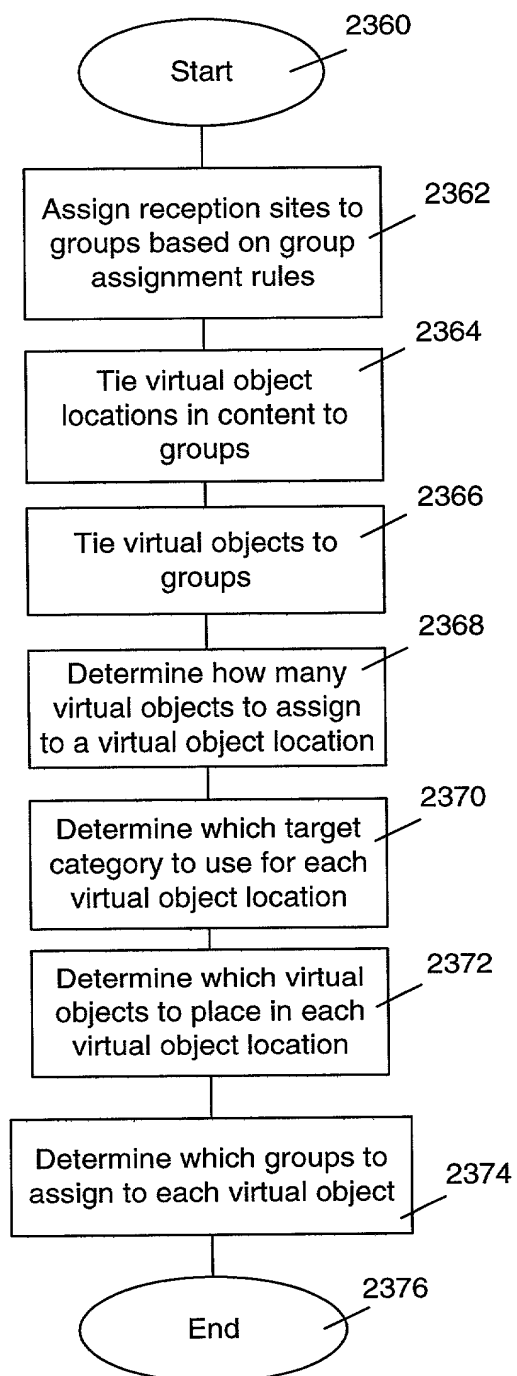 2360
Start
2362
Assign reception sites to
groups based on group
assignment rules
2364
Tie virtual object
locations in content to
groups
2366
Tie virtual objects to
groups
2368
Determine how many
virtual objects to assign
to a virtual object location
2370
Determine which target
category to use for each
virtual object location
2372
Determine which virtual
objects to place in each
virtual object location
Determine which groups to
assign to each virtual object
2374
2376
End